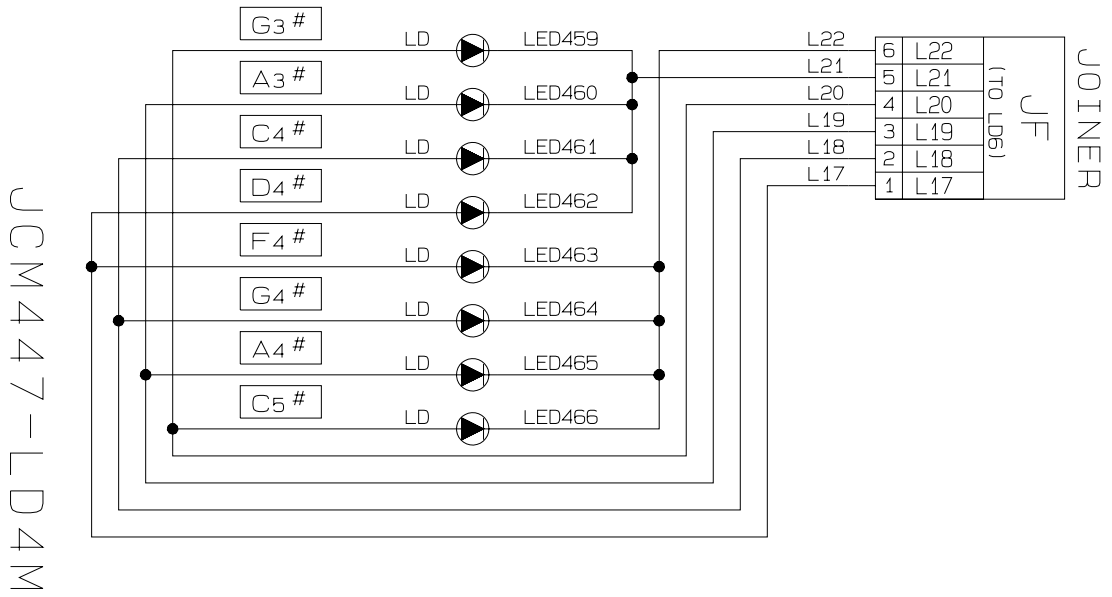 G3#
LD LED459
A3#
LD LED460
C4#
LD LED461
D4#
LD LED462
F4#
LD LED463
G4#
LD LED464
A4#
LD LED465
C5#
LD LED466
L22 6 L22
L21 5 L21
L20 4 L20
L19 3 L19
L18 2 L18
L17 1 L17
(TO LD6)
JF
JOINER
JCM447-LD4M